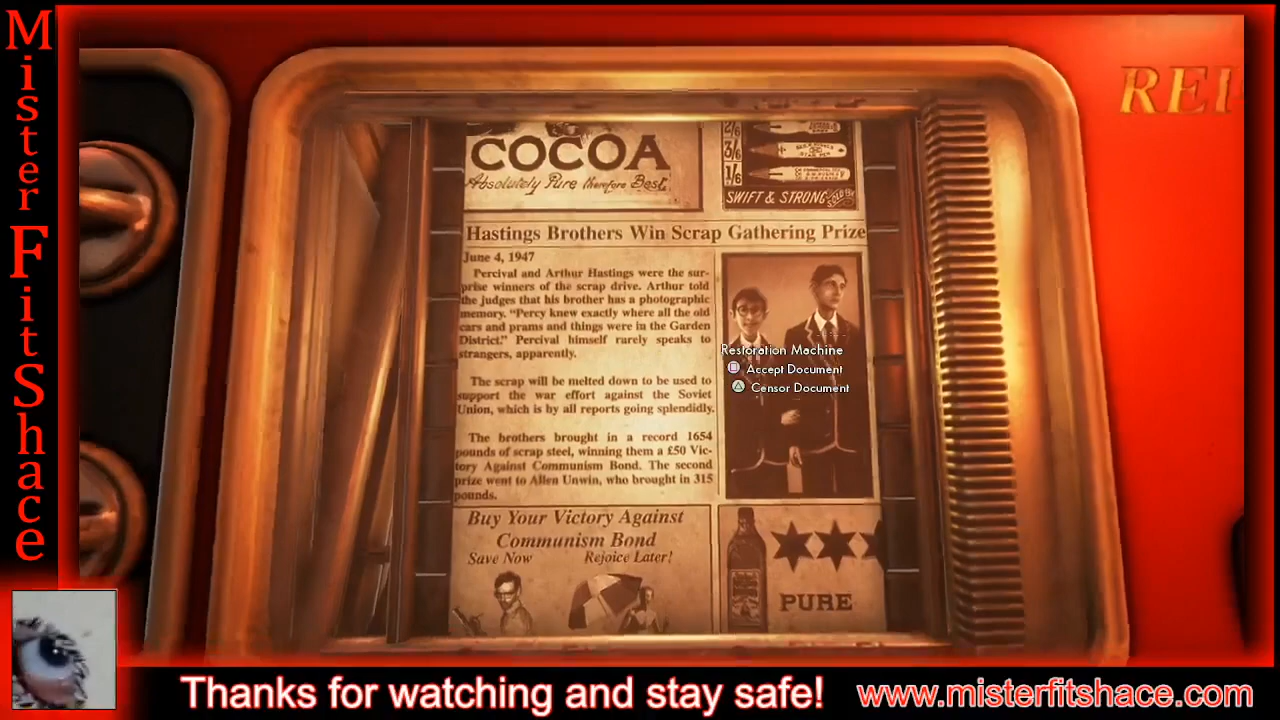 Mister FitShace
REI
COCOA
Absolutely Pure therefore Best.
2/6
3/6
1/6
SWIFT & STRONG
Hastings Brothers Win Scrap Gathering Prize
June 4, 1947
Percival and Arthur Hastings were the sur-
prise winners of the scrap drive. Arthur told
the judges that his brother has a photographic
memory. “Percy knew exactly where all the old
cars and prams and things were in the Garden
District.” Percival himself rarely speaks to
strangers, apparently.
The scrap will be melted down to be used to
support the war effort against the Soviet
Union, which is by all reports going splendidly.
The brothers brought in a record 1654
pounds of scrap steel, winning them a £50 Vic-
tory Against Communism Bond. The second
prize went to Allen Unwin, who brought in 315
pounds.
Restoration Machine
Accept Document
Censor Document
Buy Your Victory Against
Communism Bond
Save Now Rejoice Later!
PURE
Thanks for watching and stay safe! www.misterfitshace.com